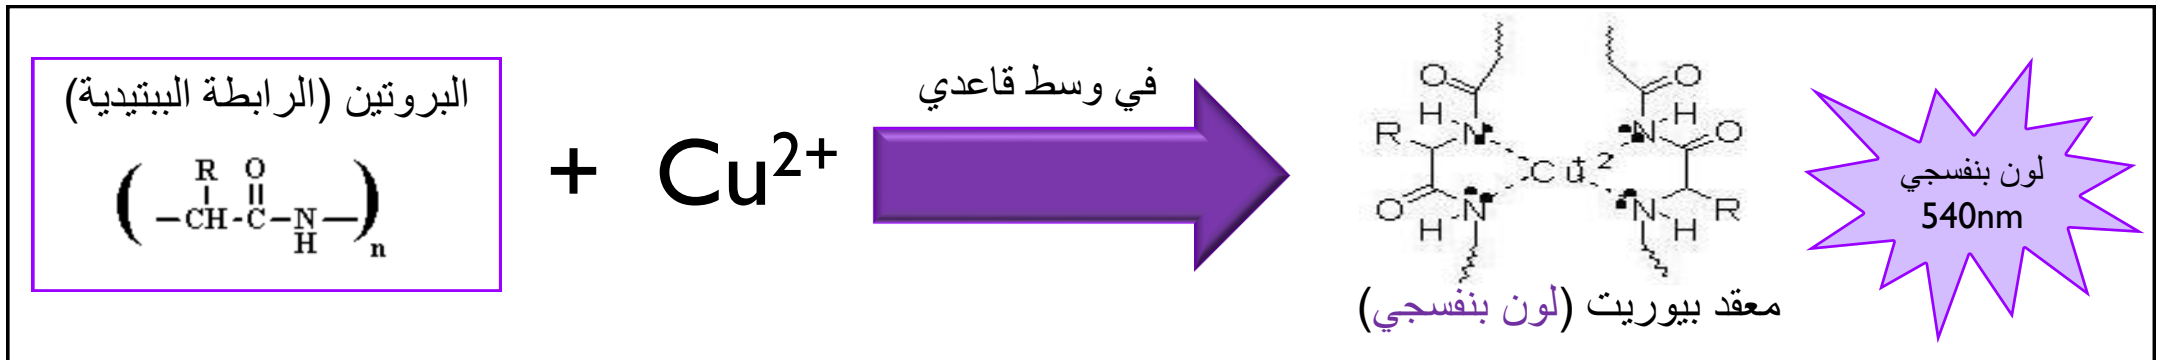 البروتين (الرابطة الببتيدية)
R O
( –CH-C–N– )n
H
+ Cu2+
في وسط قاعدي
O O
H N N H
R O
Cu+2
O N N R
H H
معقد بيوريت (لون بنفسجي)
لون بنفسجي
540nm